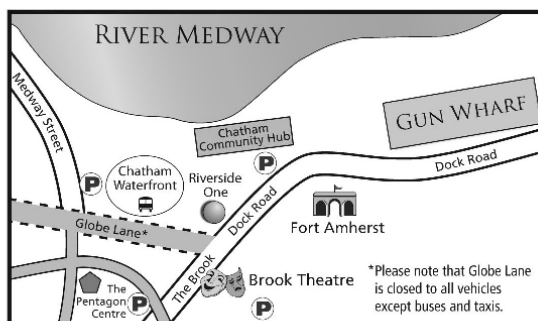 RIVER MEDWAY
Medway Street
GUN WHARF
Chatham
Community Hub
P
Dock Road
P
Chatham
Waterfront
Riverside
One
Dock Road
Fort Amherst
Globe Lane*
The Brook
Brook Theatre
The
Pentagon
Centre
P
P
*Please note that Globe Lane
is closed to all vehicles
except buses and taxis.